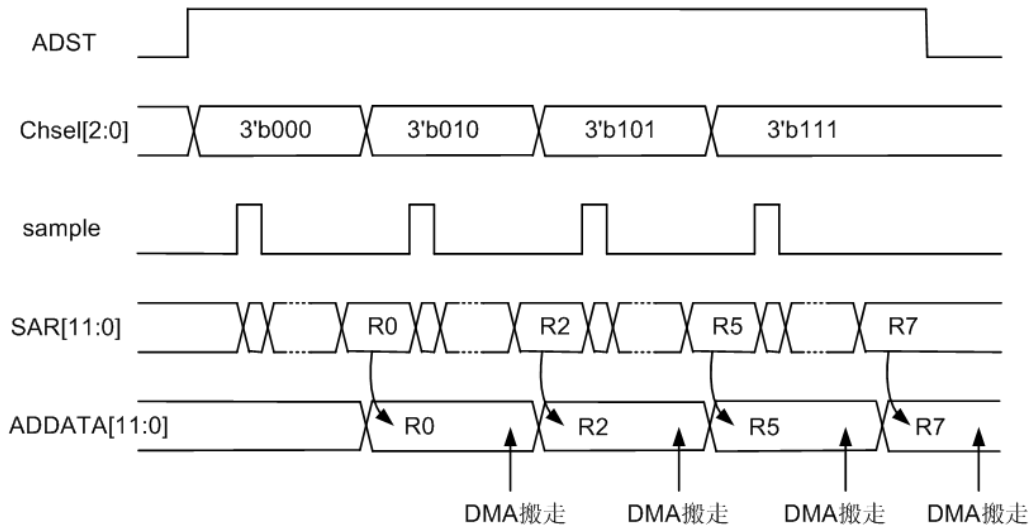 ADST
Chsel[2:0] 3'b000 3'b010 3'b101 3'b111
sample
SAR[11:0] R0 R2 R5 R7
ADDATA[11:0] R0 R2 R5 R7
DMA搬走 DMA搬走 DMA搬走 DMA搬走